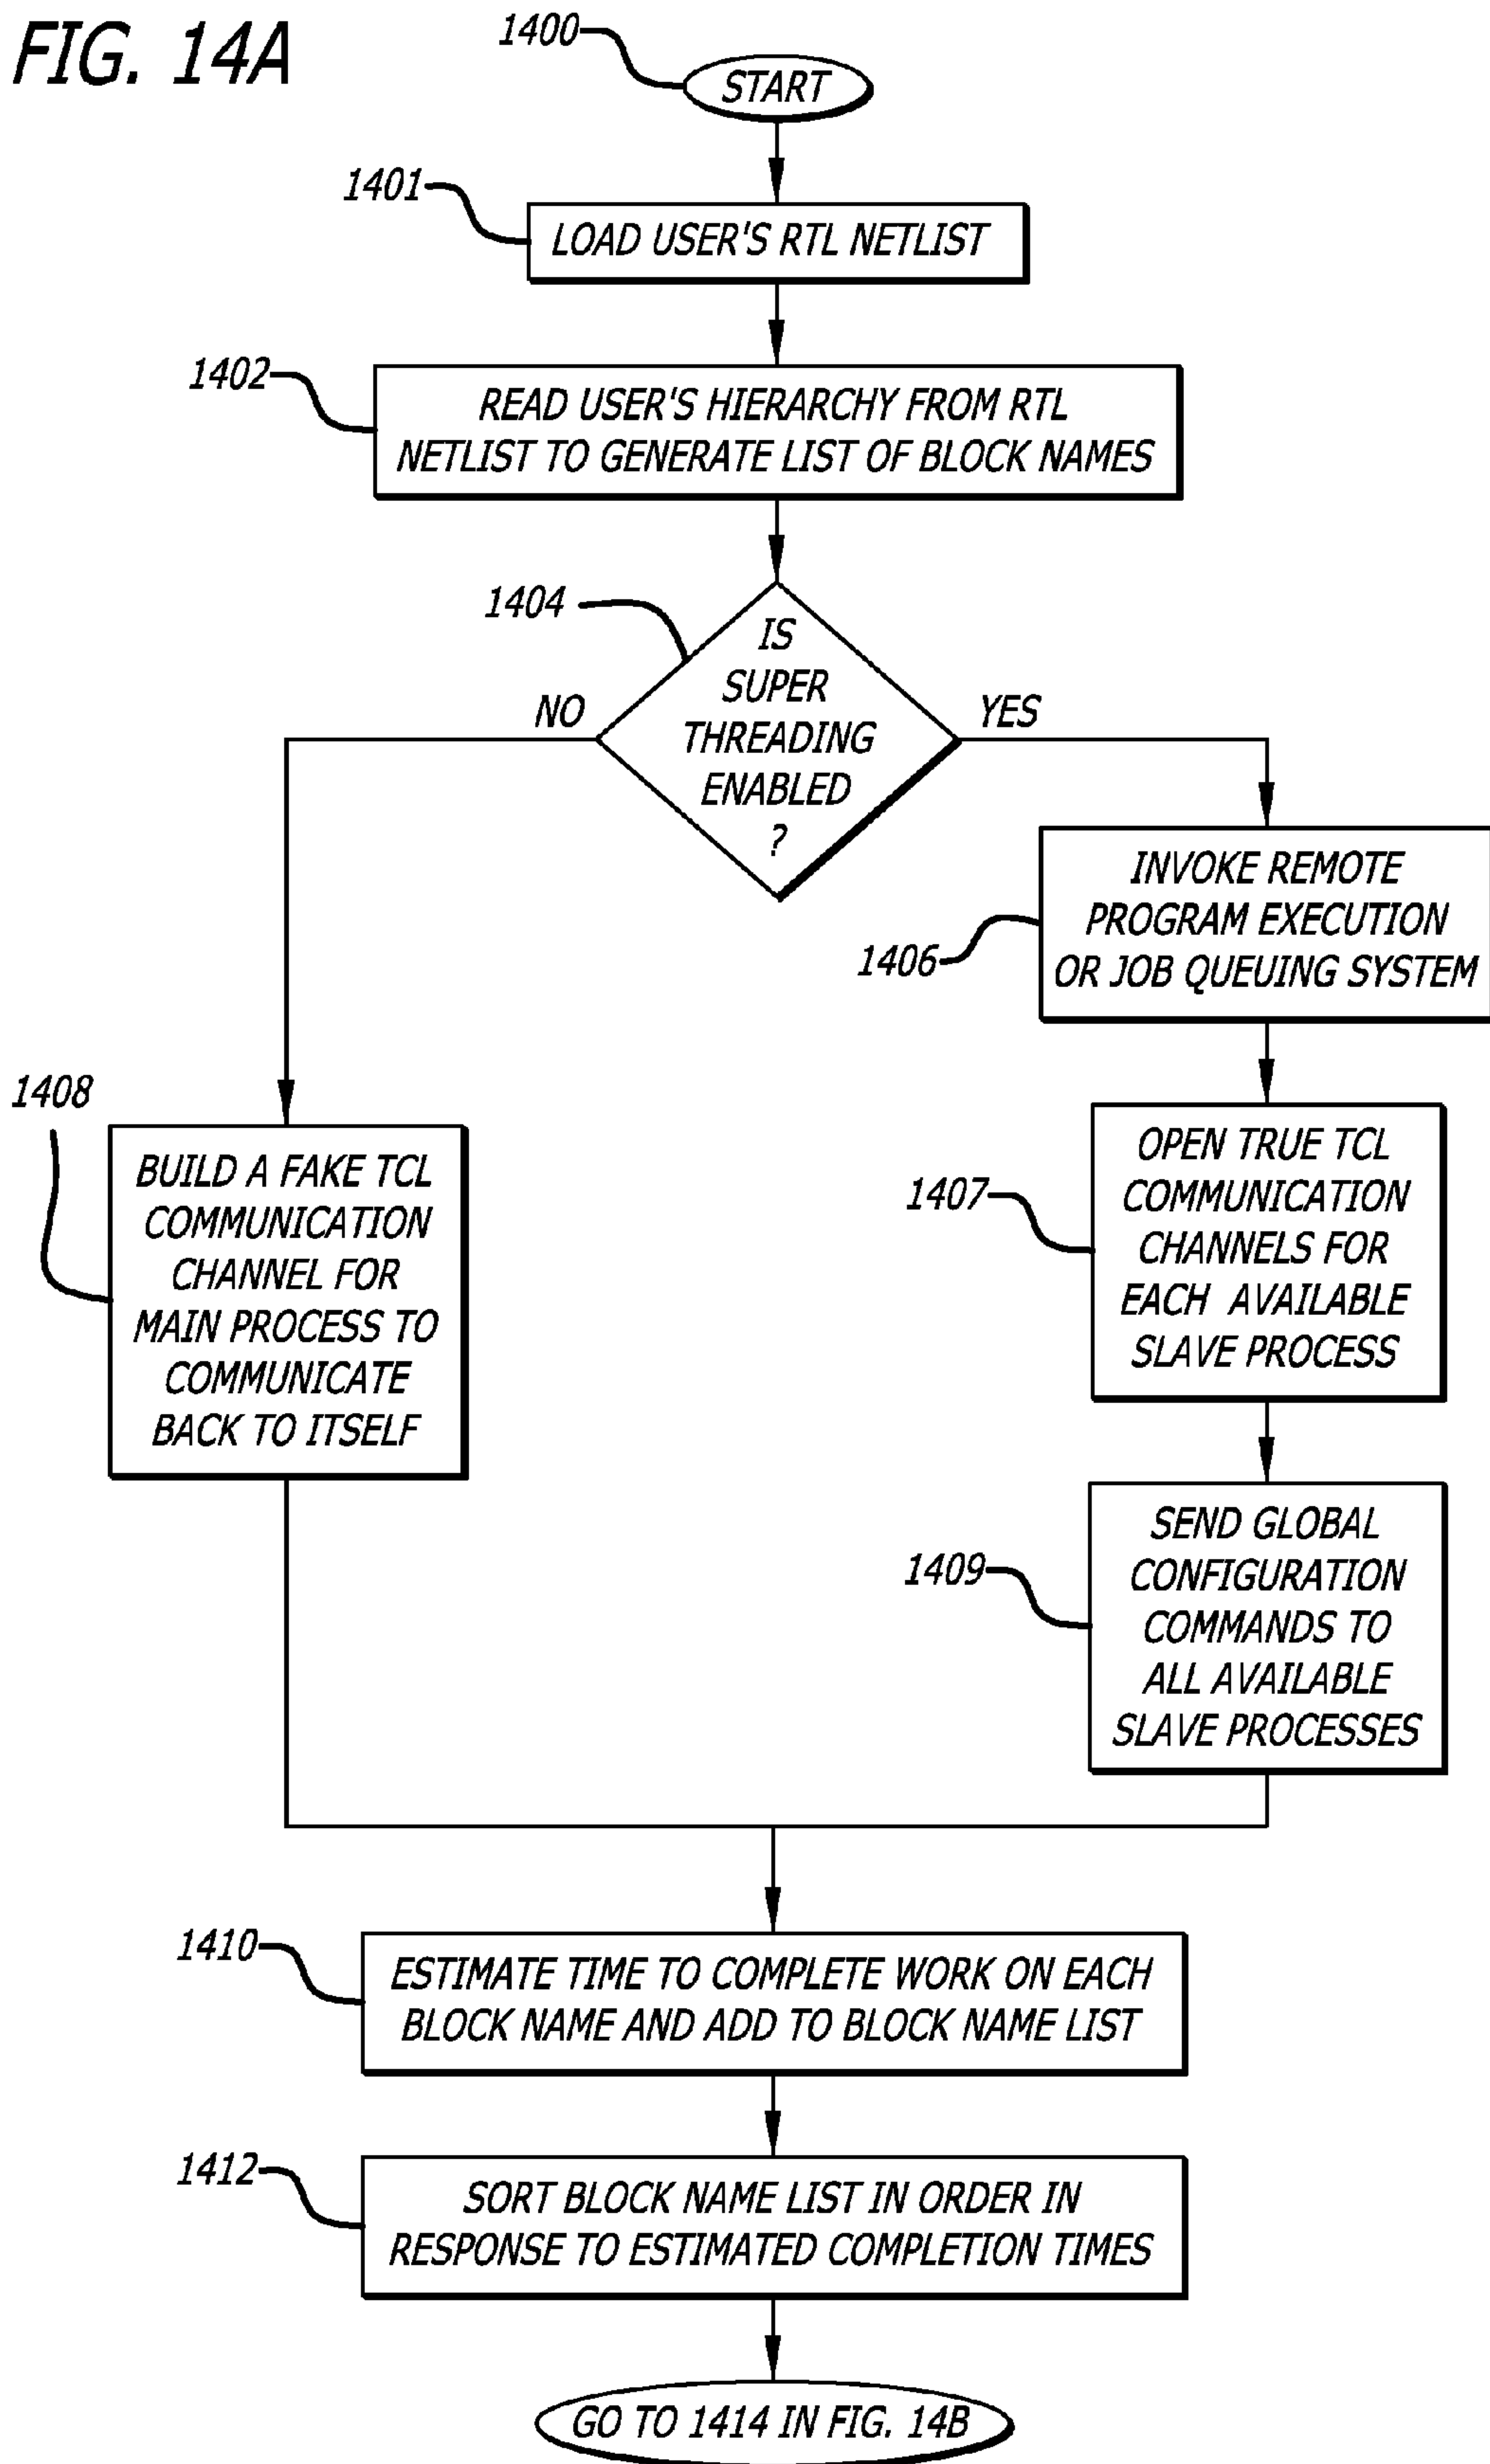 FIG. 14A
1400
START
1401
LOAD USER'S RTL NETLIST
1402
READ USER'S HIERARCHY FROM RTL
NETLIST TO GENERATE LIST OF BLOCK NAMES
1404
IS
SUPER
THREADING
ENABLED
?
NO
YES
1406
INVOKE REMOTE
PROGRAM EXECUTION
OR JOB QUEUING SYSTEM
1408
BUILD A FAKE TCL
COMMUNICATION
CHANNEL FOR
MAIN PROCESS TO
COMMUNICATE
BACK TO ITSELF
1407
OPEN TRUE TCL
COMMUNICATION
CHANNELS FOR
EACH AVAILABLE
SLAVE PROCESS
1409
SEND GLOBAL
CONFIGURATION
COMMANDS TO
ALL AVAILABLE
SLAVE PROCESSES
1410
ESTIMATE TIME TO COMPLETE WORK ON EACH
BLOCK NAME AND ADD TO BLOCK NAME LIST
1412
SORT BLOCK NAME LIST IN ORDER IN
RESPONSE TO ESTIMATED COMPLETION TIMES
GO TO 1414 IN FIG. 14B